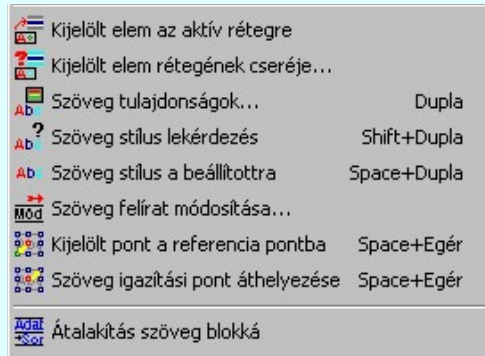 Kijelölt elem az aktív rétegre
Kijelölt elem rétegének cseréje...
Szöveg tulajdonságok... Dupla
Szöveg stílus lekérdezés Shift+Dupla
Szöveg stílus a beállítottra Space+Dupla
Szöveg felírat módosítása...
Kijelölt pont a referencia pontba Space+Egér
Szöveg igazítási pont áthelyezése Space+Egér
Átalakítás szöveg blokká